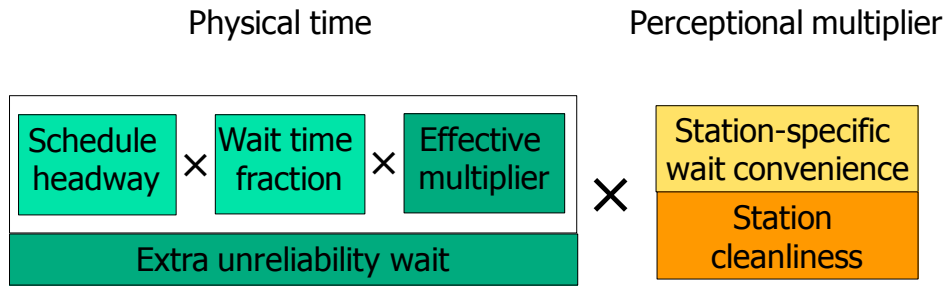 Physical time
Perceptional multiplier
Schedule
headway
×
Wait time
fraction
×
Effective
multiplier
×
Station-specific
wait convenience
Station
cleanliness
Extra unreliability wait